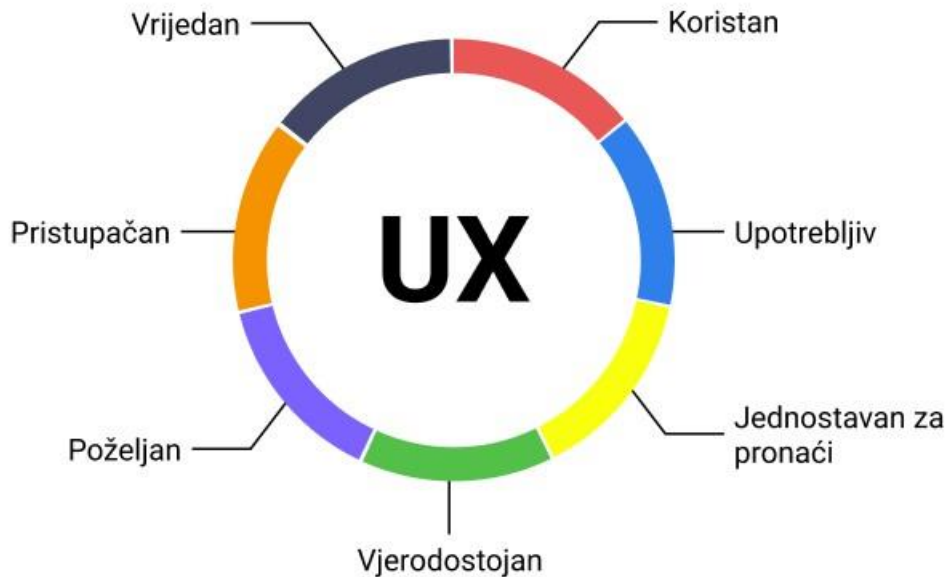 Vrijedan
Koristan
Pristupačan
UX
Upotrebljiv
Jednostavan za
pronaći
Poželjan
Vjerodostojan